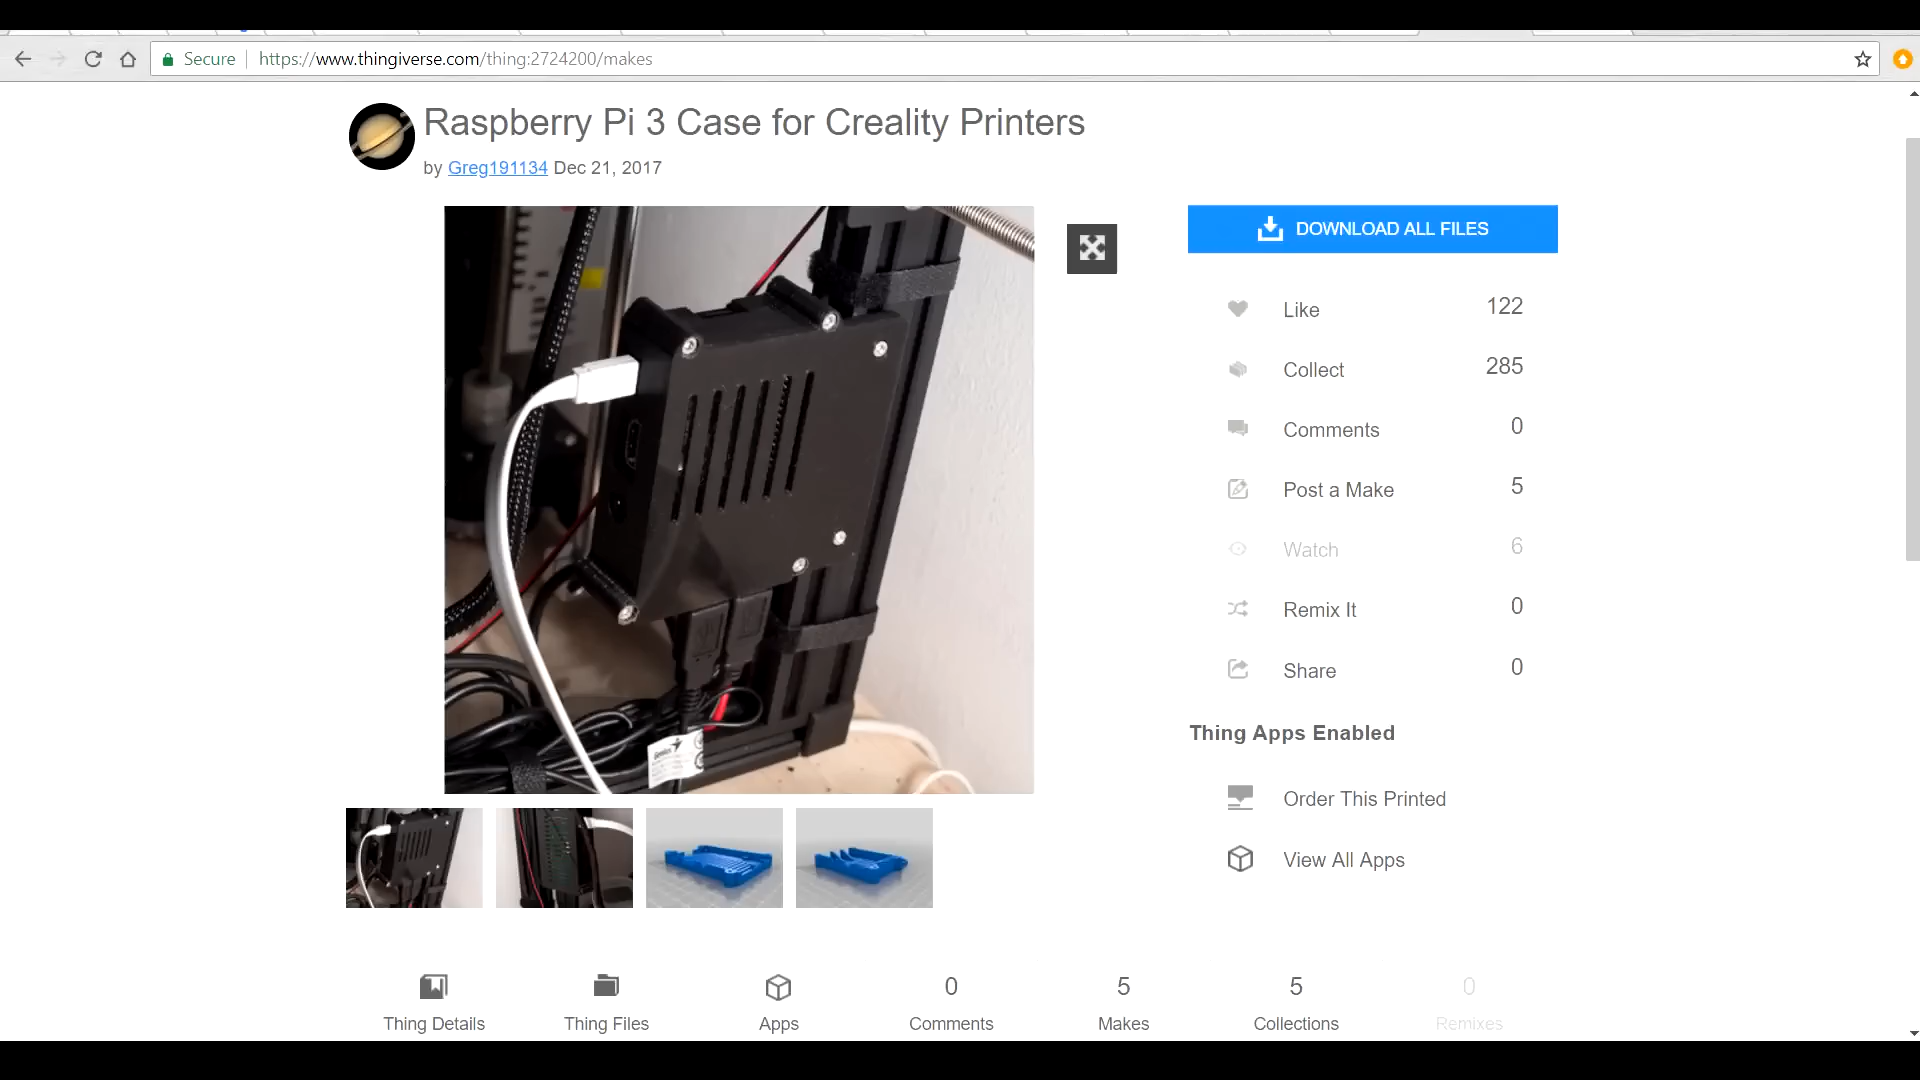 Secure https://www.thingiverse.com/thing:2724200/makes
Raspberry Pi 3 Case for Creality Printers
by Greg191134 Dec 21, 2017
DOWNLOAD ALL FILES
Like 122
Collect 285
Comments 0
Post a Make 5
Watch 6
Remix It 0
Share 0
Thing Apps Enabled
Order This Printed
View All Apps
0 5 5 0
Thing Details Thing Files Apps Comments Makes Collections Remixes